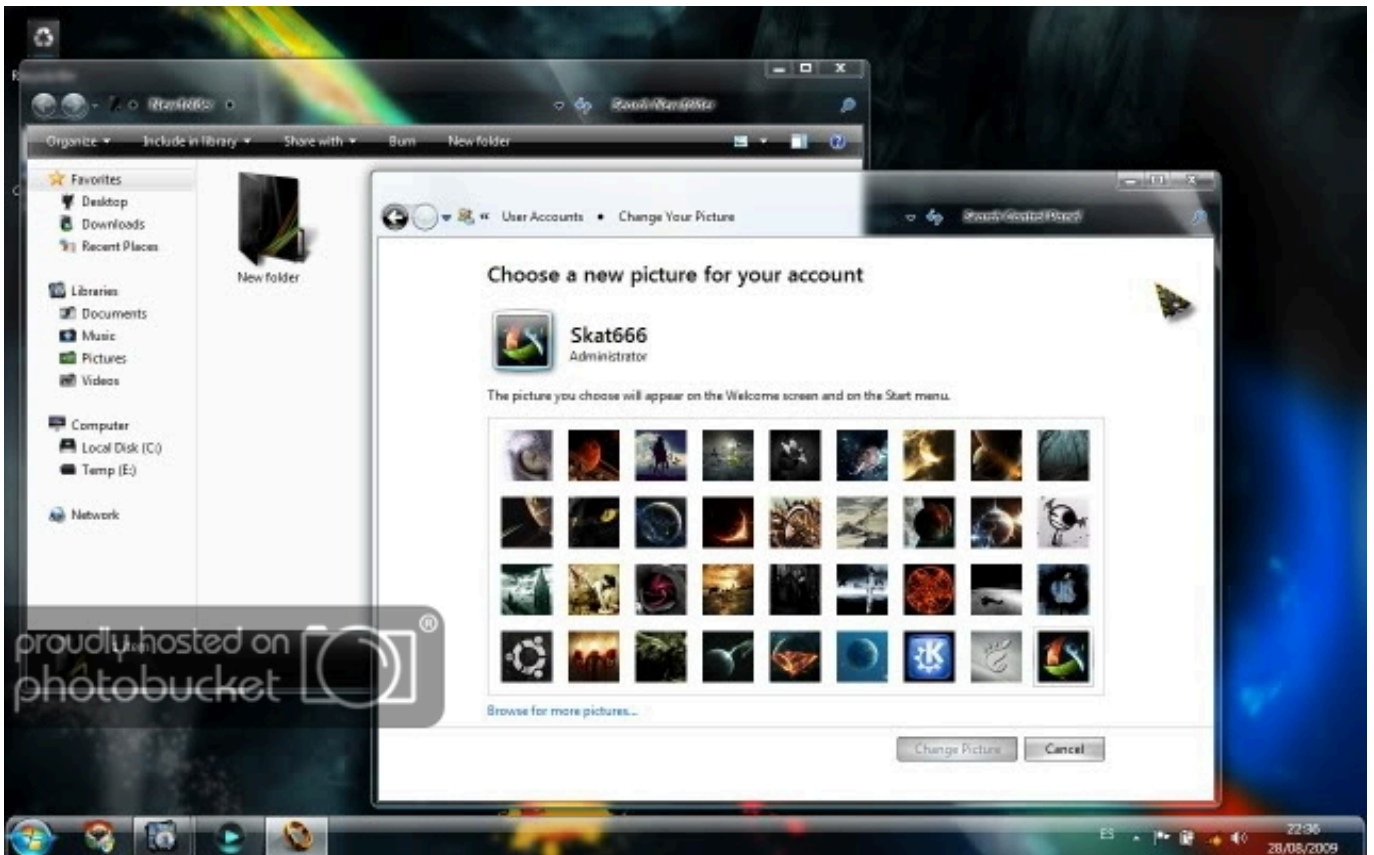 Organize Include in library Share with Burn New folder
Favorites
Desktop
Downloads
Recent Places
Libraries
Documents
Music
Pictures
Videos
Computer
Local Disk (C:)
Temp (E:)
Network
New folder
User Accounts • Change Your Picture
Search Control Panel
Choose a new picture for your account
Skat666
Administrator
The picture you choose will appear on the Welcome screen and on the Start menu.
Browse for more pictures...
Change Picture Cancel
proudly hosted on
photobucket
ES
22:36
28/08/2009